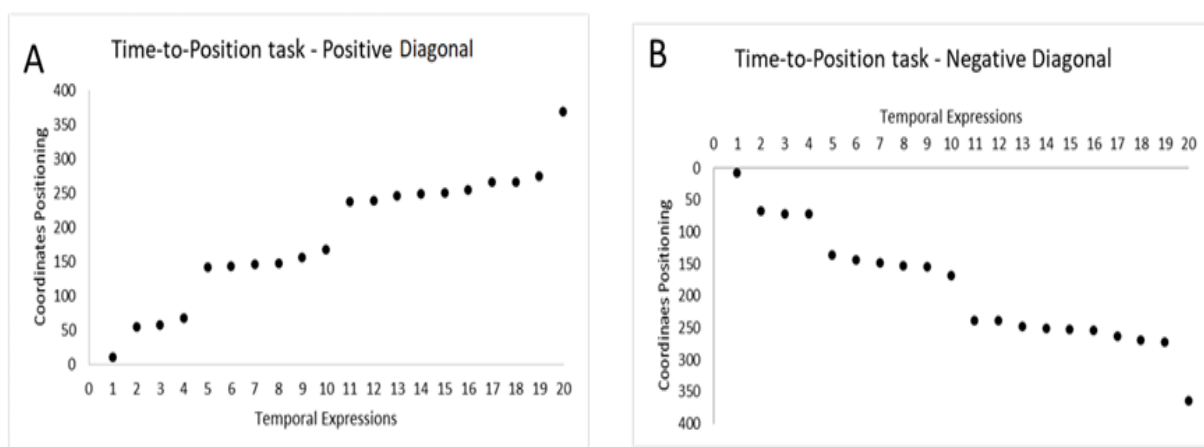 A
Time-to-Position task - Positive Diagonal
400
350
300
250
200
150
100
50
0
Coordinates Positioning
0 1 2 3 4 5 6 7 8 9 10 11 12 13 14 15 16 17 18 19 20
Temporal Expressions
B
Time-to-Position task - Negative Diagonal
Temporal Expressions
0 1 2 3 4 5 6 7 8 9 10 11 12 13 14 15 16 17 18 19 20
0
50
100
150
200
250
300
350
400
Coordinaes Positioning